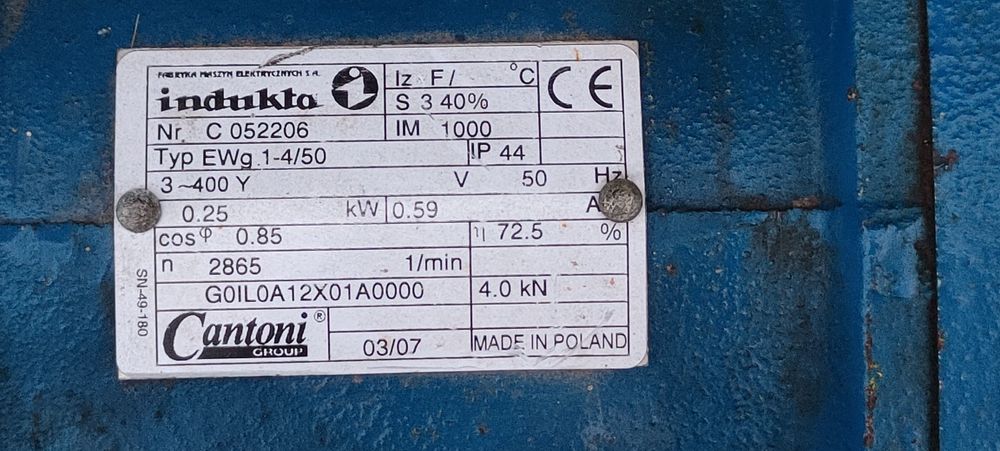 FABRYKA MASZYN ELEKTRYCZNYCH S.A.
indukta
Iz F/ °C
S 3 40%
CE
Nr C 052206
IM 1000
Typ EWg 1-4/50
IP 44
3~400 Y V 50 Hz
0.25 kW 0.59 A
cosφ 0.85
η 72.5 %
n 2865 1/min
G0IL0A12X01A0000
4.0 kN
Cantoni®
GROUP
03/07
MADE IN POLAND
SN-49-180